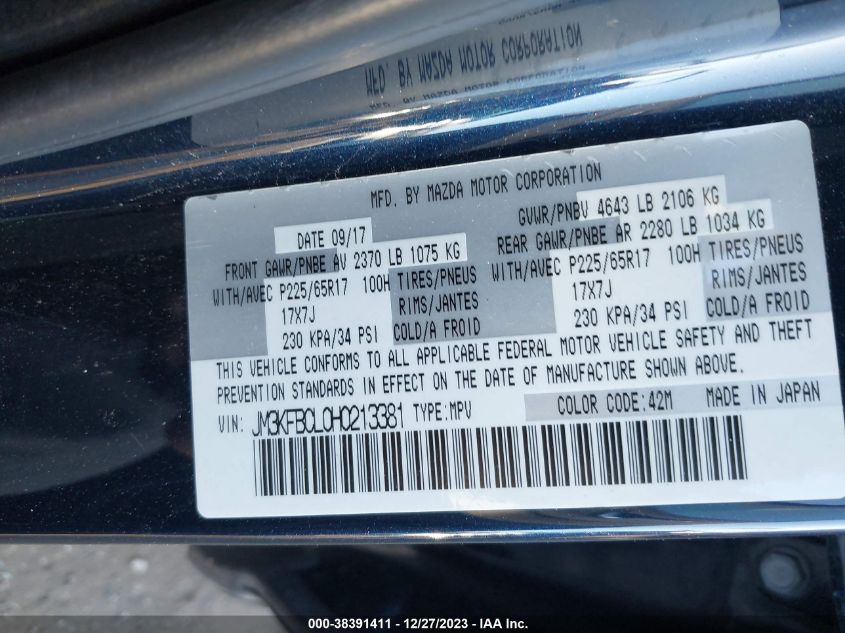 MFD. BY MAZDA MOTOR CORPORATION
MFD. BY MAZDA MOTOR CORPORATION
MFD. BY MAZDA MOTOR CORPORATION
DATE 09/17 GVWR/PNBV 4643 LB 2106 KG
FRONT GAWR/PNBE AV 2370 LB 1075 KG REAR GAWR/PNBE AR 2280 LB 1034 KG
WITH/AVEC P225/65R17 100H TIRES/PNEUS WITH/AVEC P225/65R17 100H TIRES/PNEUS
17X7J RIMS/JANTES 17X7J RIMS/JANTES
230 KPA/34 PSI COLD/A FROID 230 KPA/34 PSI COLD/A FROID
THIS VEHICLE CONFORMS TO ALL APPLICABLE FEDERAL MOTOR VEHICLE SAFETY AND THEFT
PREVENTION STANDARDS IN EFFECT ON THE DATE OF MANUFACTURE SHOWN ABOVE.
VIN: JM3KFBCL0H0213381 TYPE:MPV COLOR CODE:42M MADE IN JAPAN
000-38391411 - 12/27/2023 - IAA Inc.